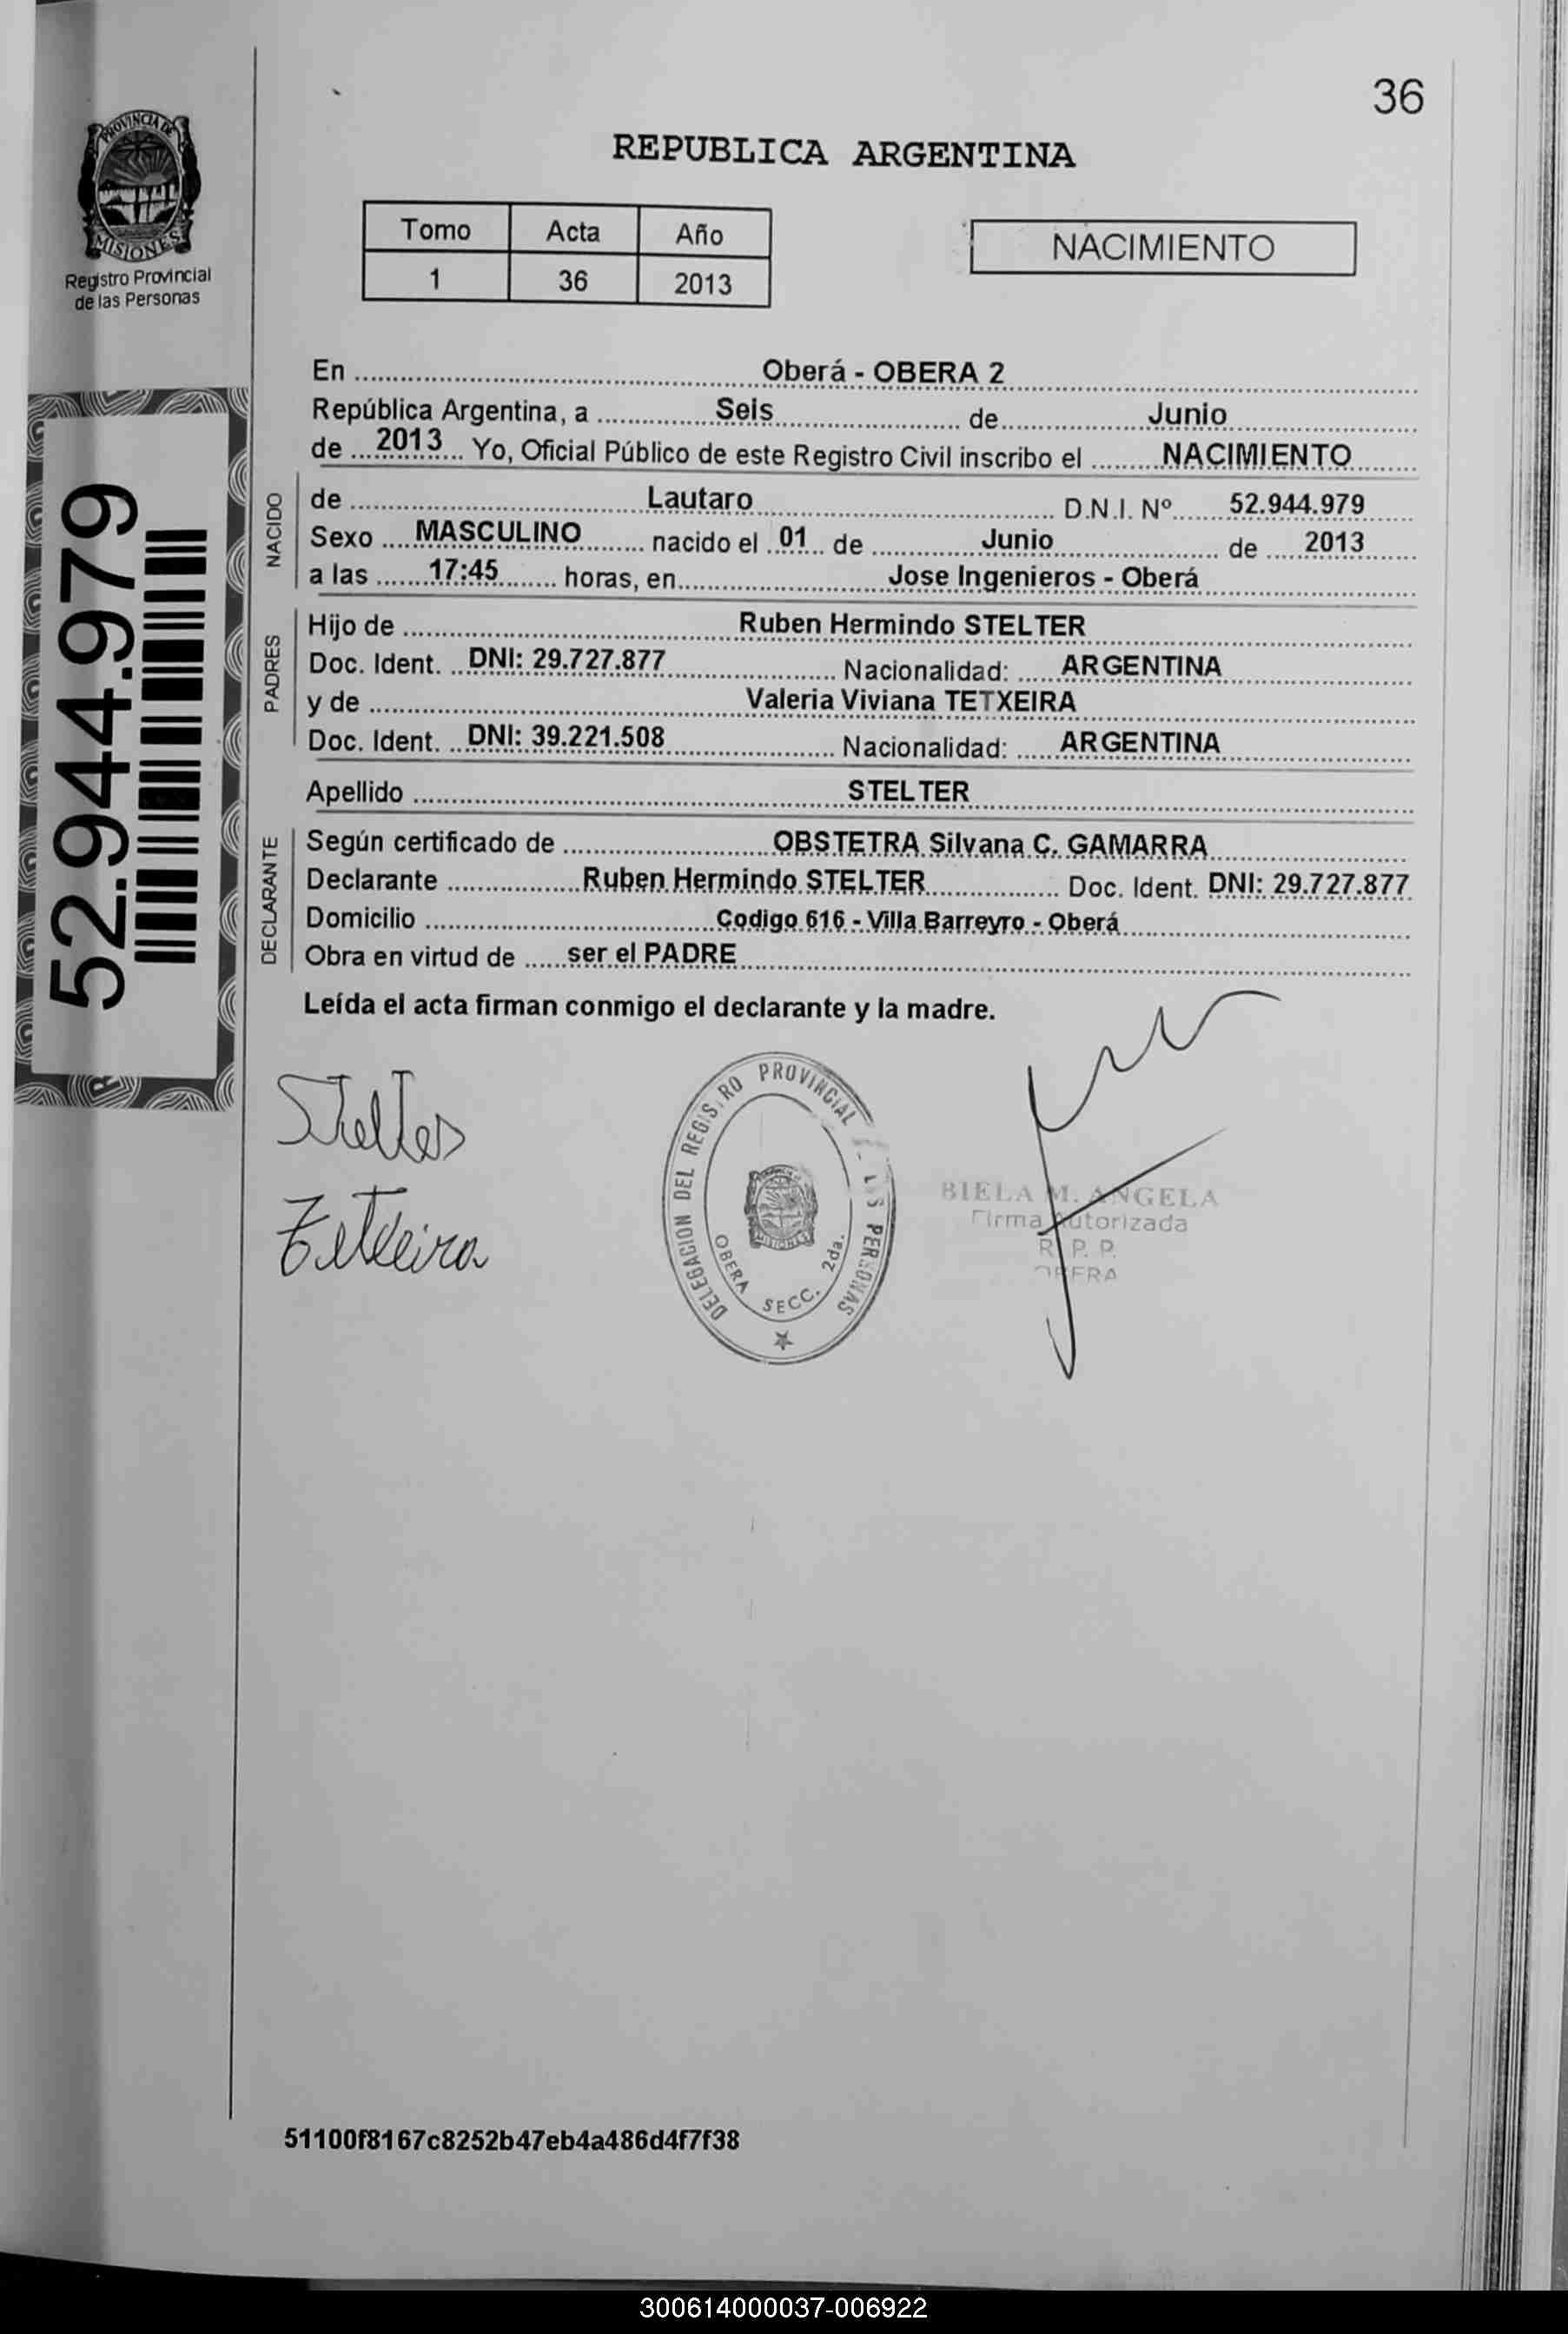 36
PROVINCIA DE
MISIONES
Registro Provincial
de las Personas
REPUBLICA ARGENTINA
Tomo Acta Año
1 36 2013
NACIMIENTO
52.944.979
En Oberá - OBERA 2
República Argentina, a Seis de Junio
de 2013 Yo, Oficial Público de este Registro Civil inscribo el NACIMIENTO
NACIDO
de Lautaro D.N.I. Nº 52.944.979
Sexo MASCULINO nacido el 01 de Junio de 2013
a las 17:45 horas, en Jose Ingenieros - Oberá
PADRES
Hijo de Ruben Hermindo STELTER
Doc. Ident. DNI: 29.727.877 Nacionalidad: ARGENTINA
y de Valeria Viviana TETXEIRA
Doc. Ident. DNI: 39.221.508 Nacionalidad: ARGENTINA
Apellido STELTER
DECLARANTE
Según certificado de OBSTETRA Silvana C. GAMARRA
Declarante Ruben Hermindo STELTER Doc. Ident. DNI: 29.727.877
Domicilio Codigo 616 - Villa Barreyro - Oberá
Obra en virtud de ser el PADRE
Leída el acta firman conmigo el declarante y la madre.
Stelter
Tetxeira
DELEGACION DEL REGISTRO PROVINCIAL DE LAS PERSONAS
OBERA SECC. 2da.
BIELA M. ANGELA
Firma Autorizada
R. P. P.
OBERA
51100f8167c8252b47eb4a486d4f7f38
300614000037-006922